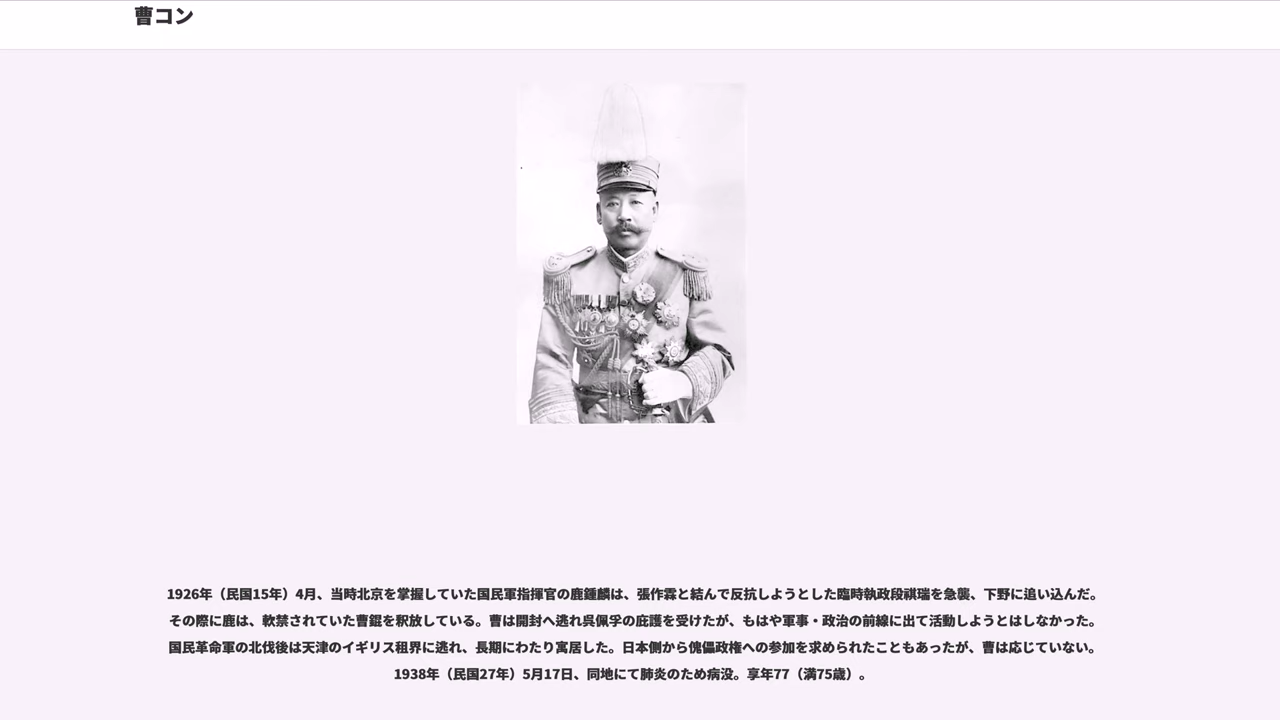 曹コン
1926年（民国15年）4月、当時北京を掌握していた国民軍指揮官の鹿鍾麟は、張作霖と結んで反抗しようとした臨時執政段祺瑞を急襲、下野に追い込んだ。
その際に鹿は、軟禁されていた曹錕を釈放している。曹は開封へ逃れ呉佩孚の庇護を受けたが、もはや軍事・政治の前線に出て活動しようとはしなかった。
国民革命軍の北伐後は天津のイギリス租界に逃れ、長期にわたり寓居した。日本側から傀儡政権への参加を求められたこともあったが、曹は応じていない。
1938年（民国27年）5月17日、同地にて肺炎のため病没。享年77（満75歳）。